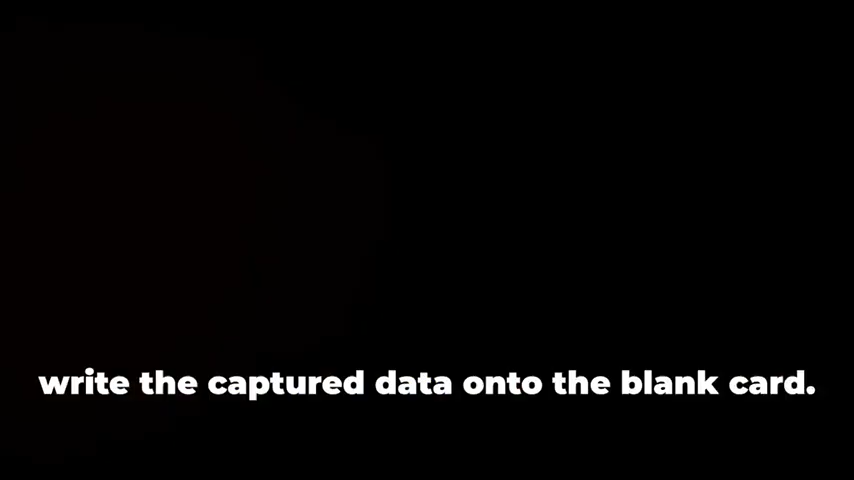 write the captured data onto the blank card.